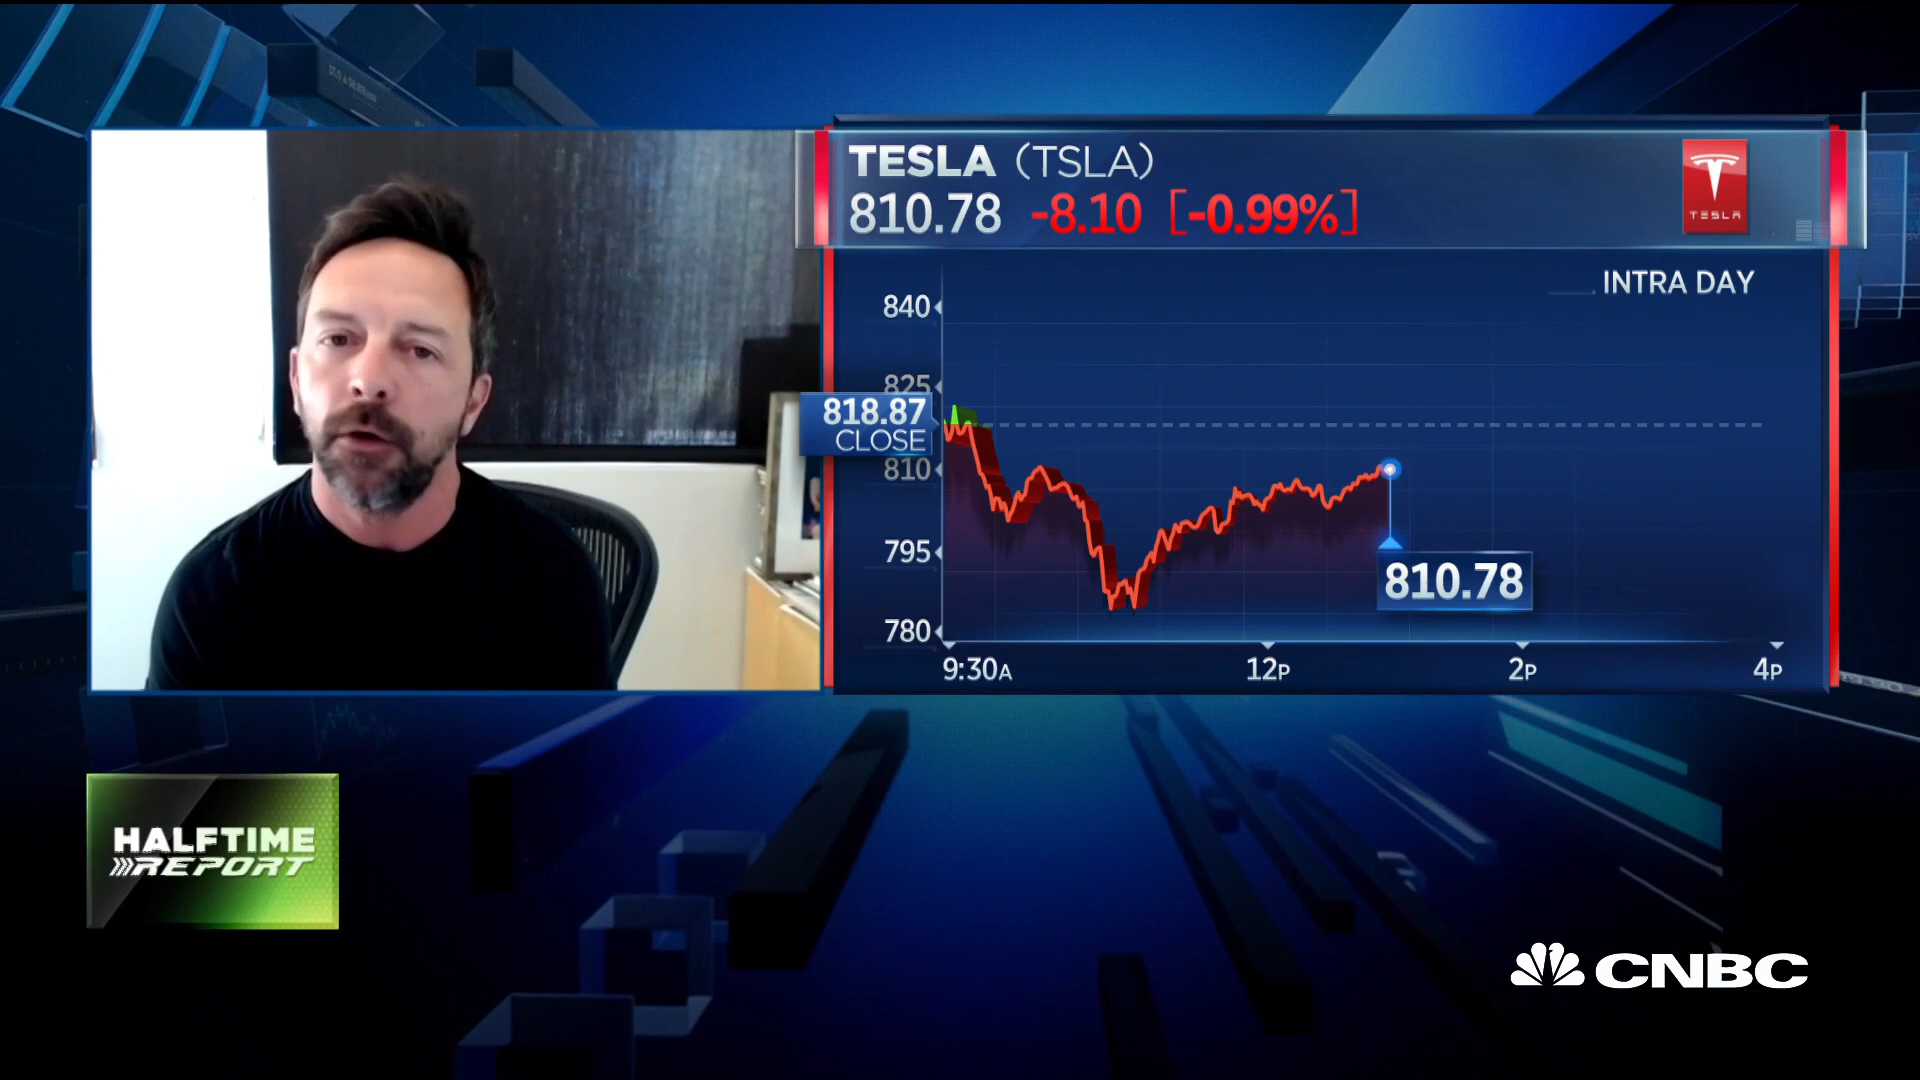 TESLA (TSLA)
810.78 -8.10 [-0.99%]
TESLA
INTRA DAY
840
825
818.87
CLOSE
810
795
780
810.78
9:30A 12P 2P 4P
HALFTIME
REPORT
CNBC